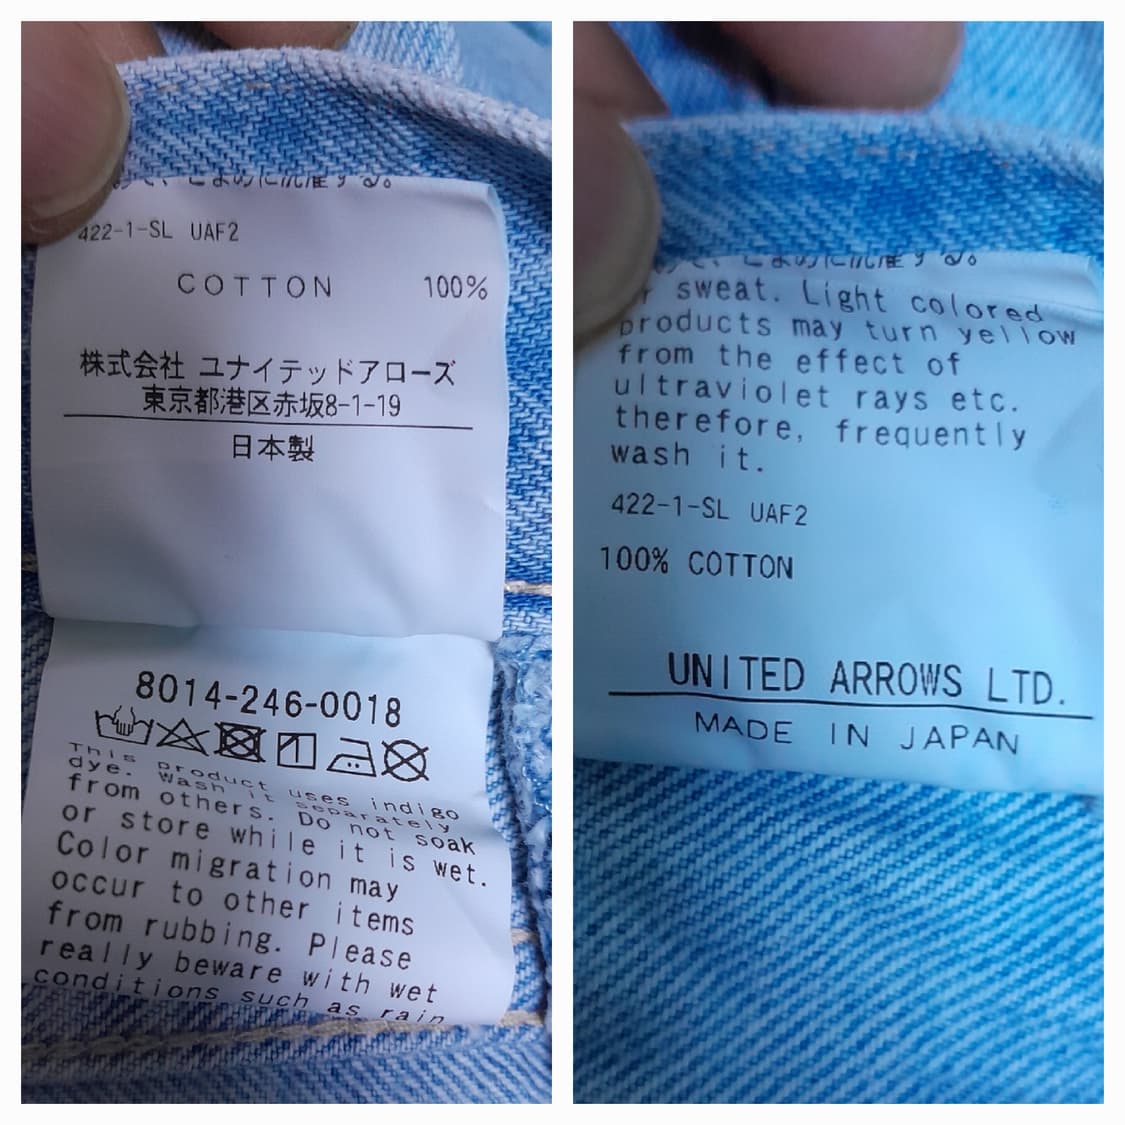 422-1-SL UAF2
COTTON 100%
株式会社 ユナイテッドアローズ
東京都港区赤坂8-1-19
日本製
8014-246-0018
This product uses indigo
dye. Wash it separately
from others. Do not soak
or store while it is wet.
Color migration may
occur to other items
from rubbing. Please
really beware with wet
conditions such as rain
sweat. Light colored
products may turn yellow
from the effect of
ultraviolet rays etc.
therefore, frequently
wash it.
422-1-SL UAF2
100% COTTON
UNITED ARROWS LTD.
MADE IN JAPAN